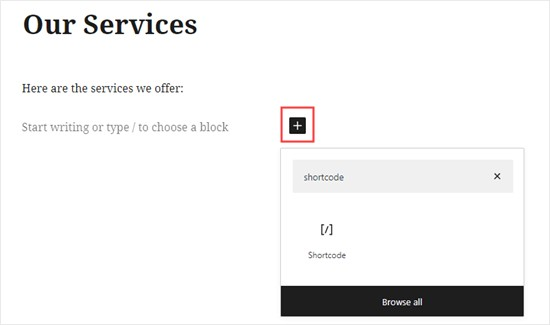 Our Services
Here are the services we offer:
Start writing or type / to choose a block
+
shortcode ×
[/]
Shortcode
Browse all